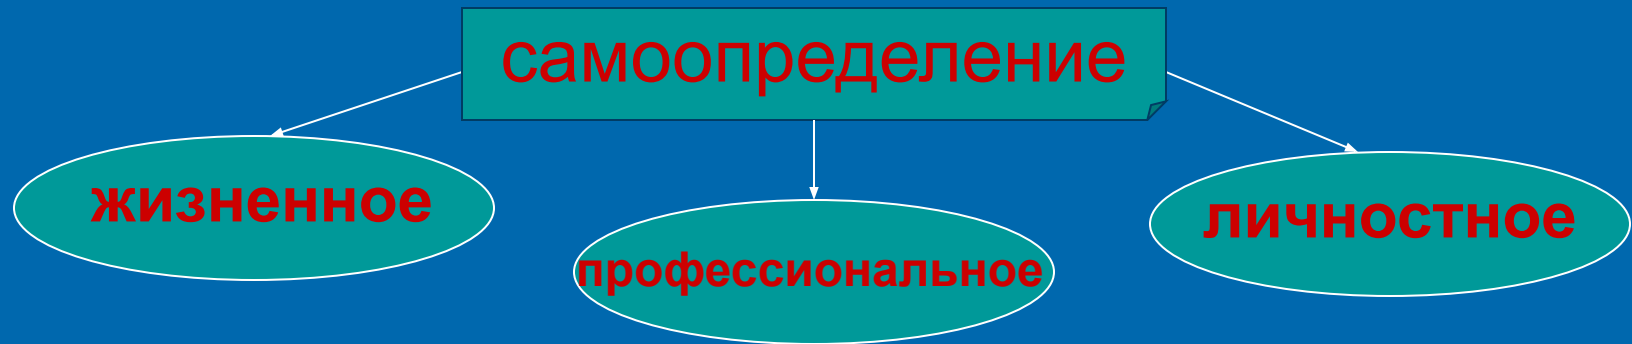 самоопределение
жизненное
профессиональное
личностное